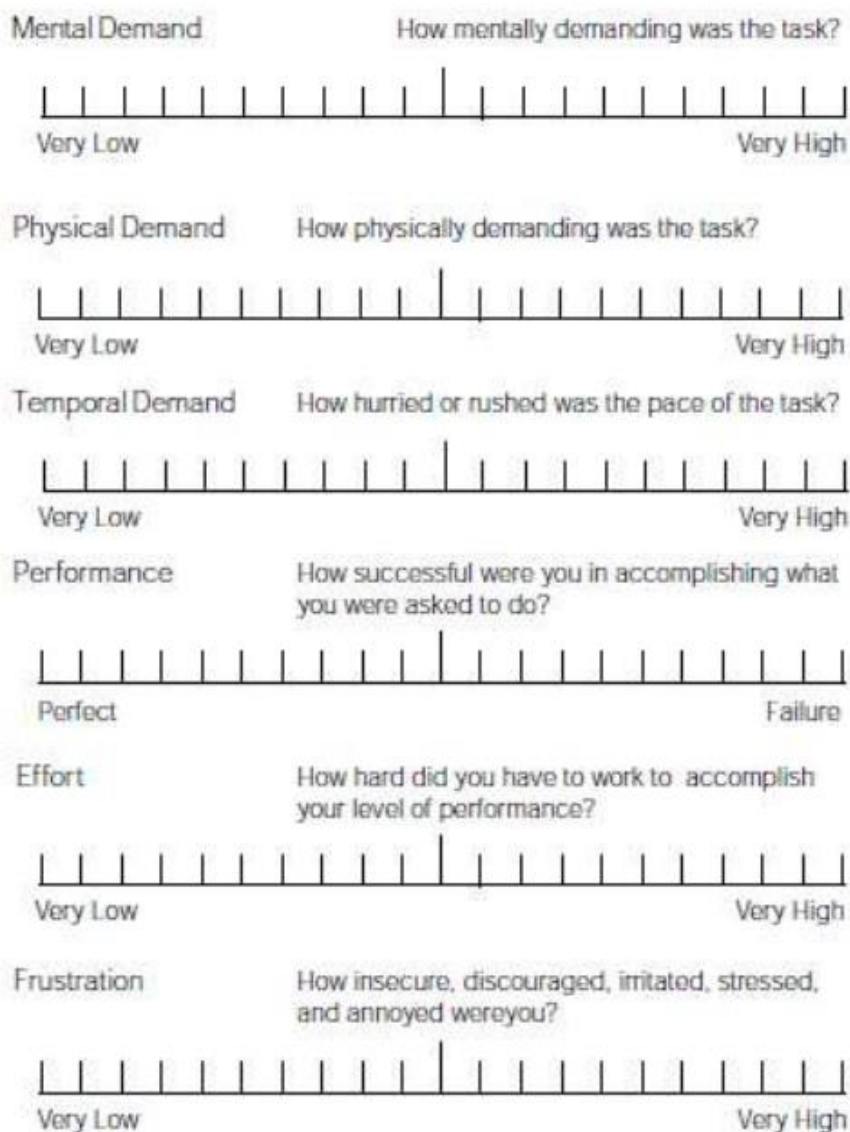 Mental Demand How mentally demanding was the task?
Very Low Very High
Physical Demand How physically demanding was the task?
Very Low Very High
Temporal Demand How hurried or rushed was the pace of the task?
Very Low Very High
Performance How successful were you in accomplishing what
you were asked to do?
Perfect Failure
Effort How hard did you have to work to accomplish
your level of performance?
Very Low Very High
Frustration How insecure, discouraged, irritated, stressed,
and annoyed wereyou?
Very Low Very High